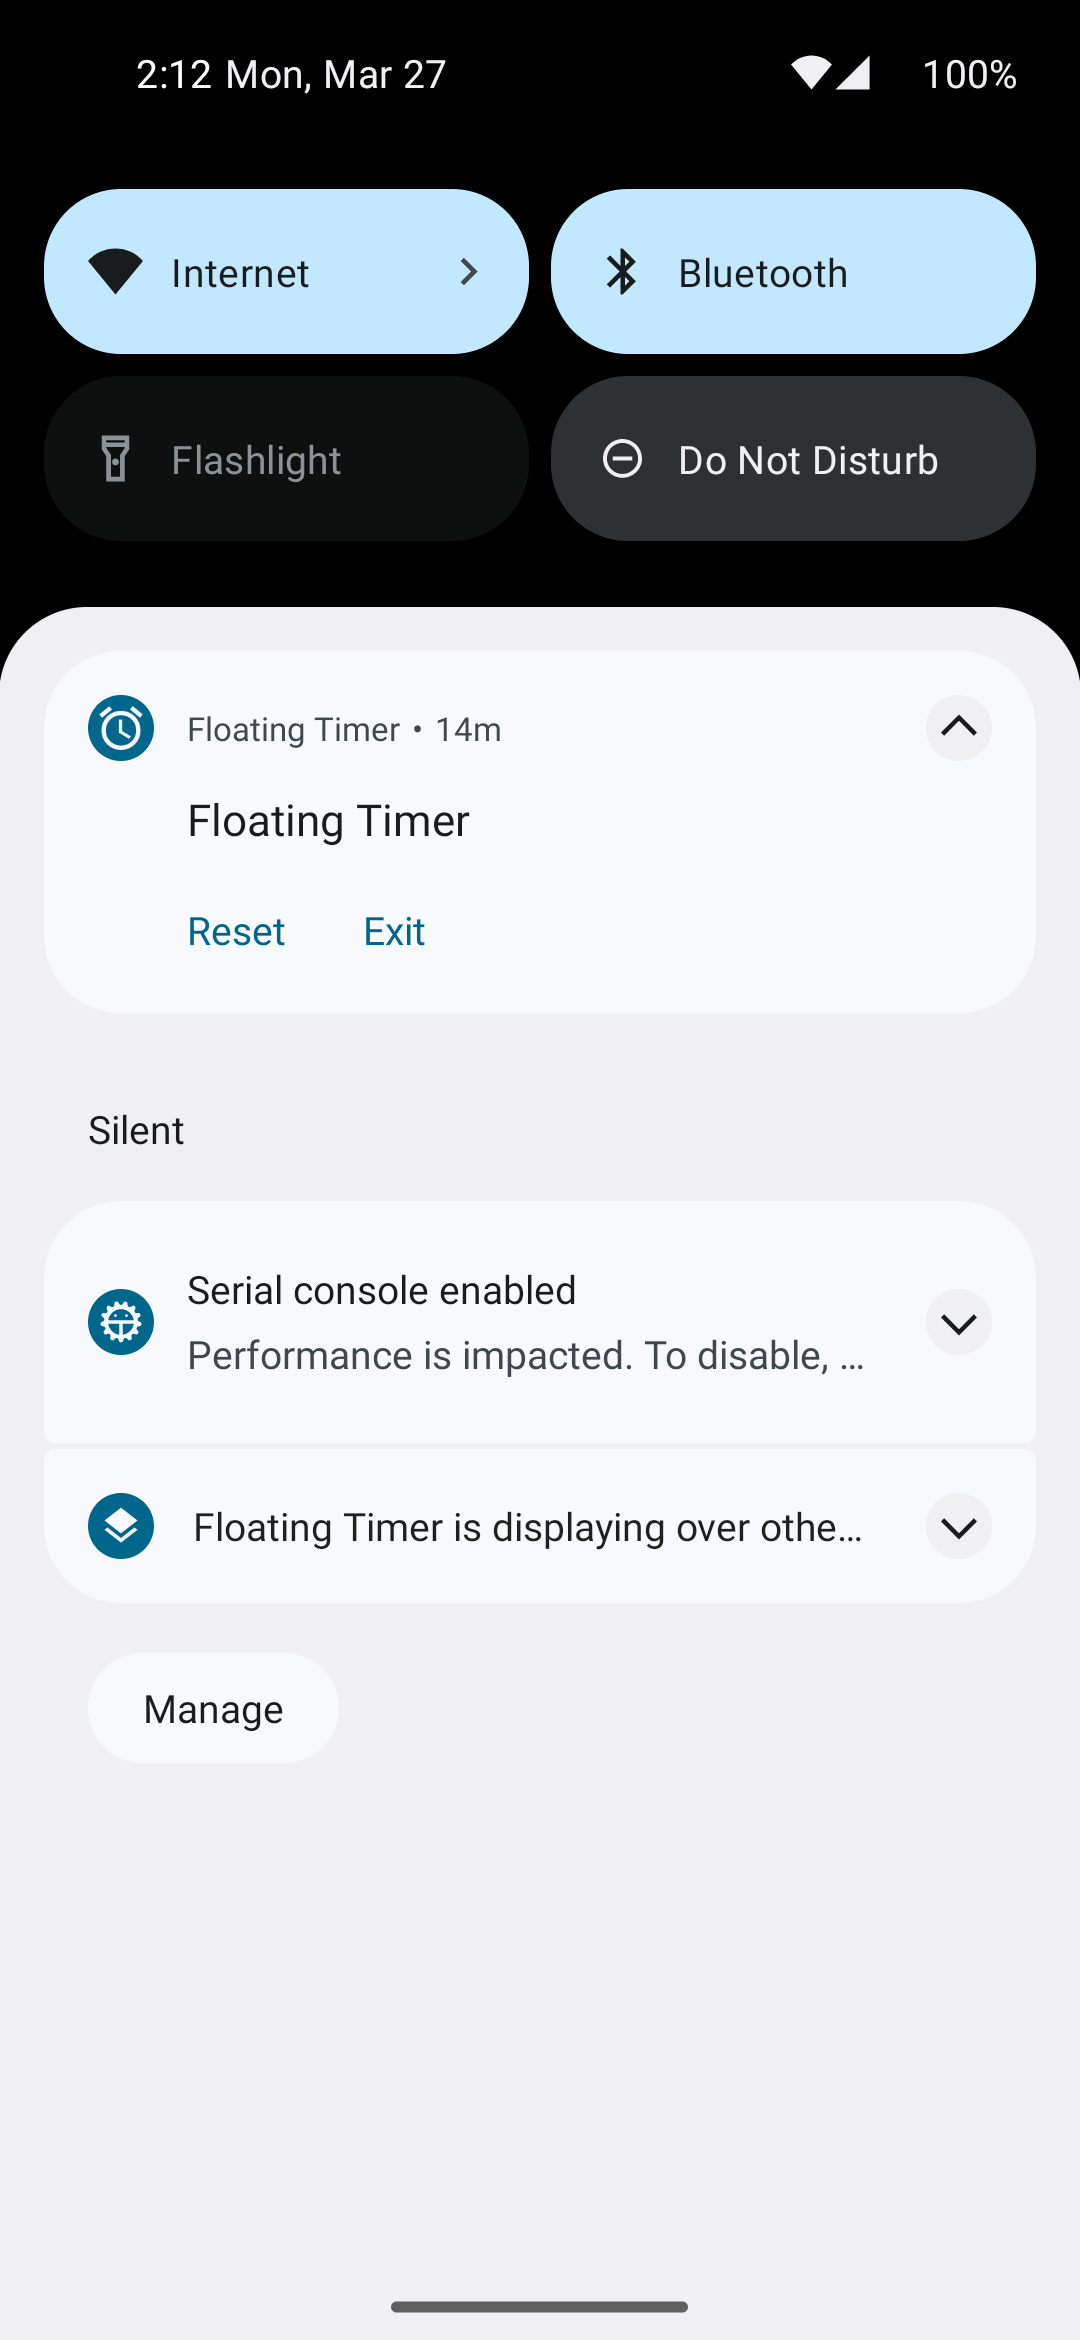 2:12 Mon, Mar 27
100%
Internet
Bluetooth
Flashlight
Do Not Disturb
Floating Timer • 14m
Floating Timer
Reset Exit
Silent
Serial console enabled
Performance is impacted. To disable, …
Floating Timer is displaying over othe…
Manage